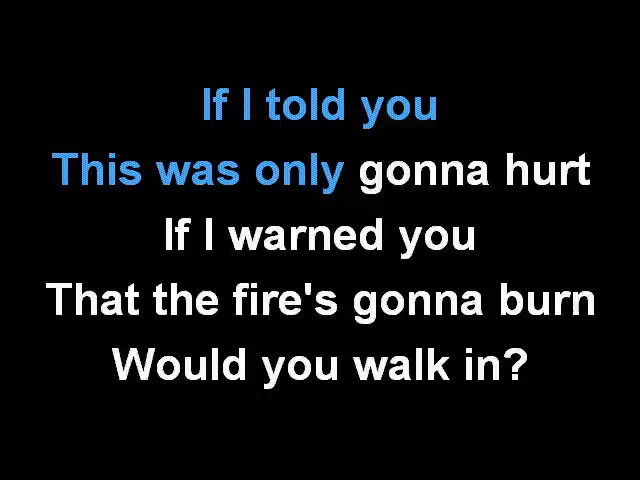 If I told you
This was only gonna hurt
If I warned you
That the fire's gonna burn
Would you walk in?